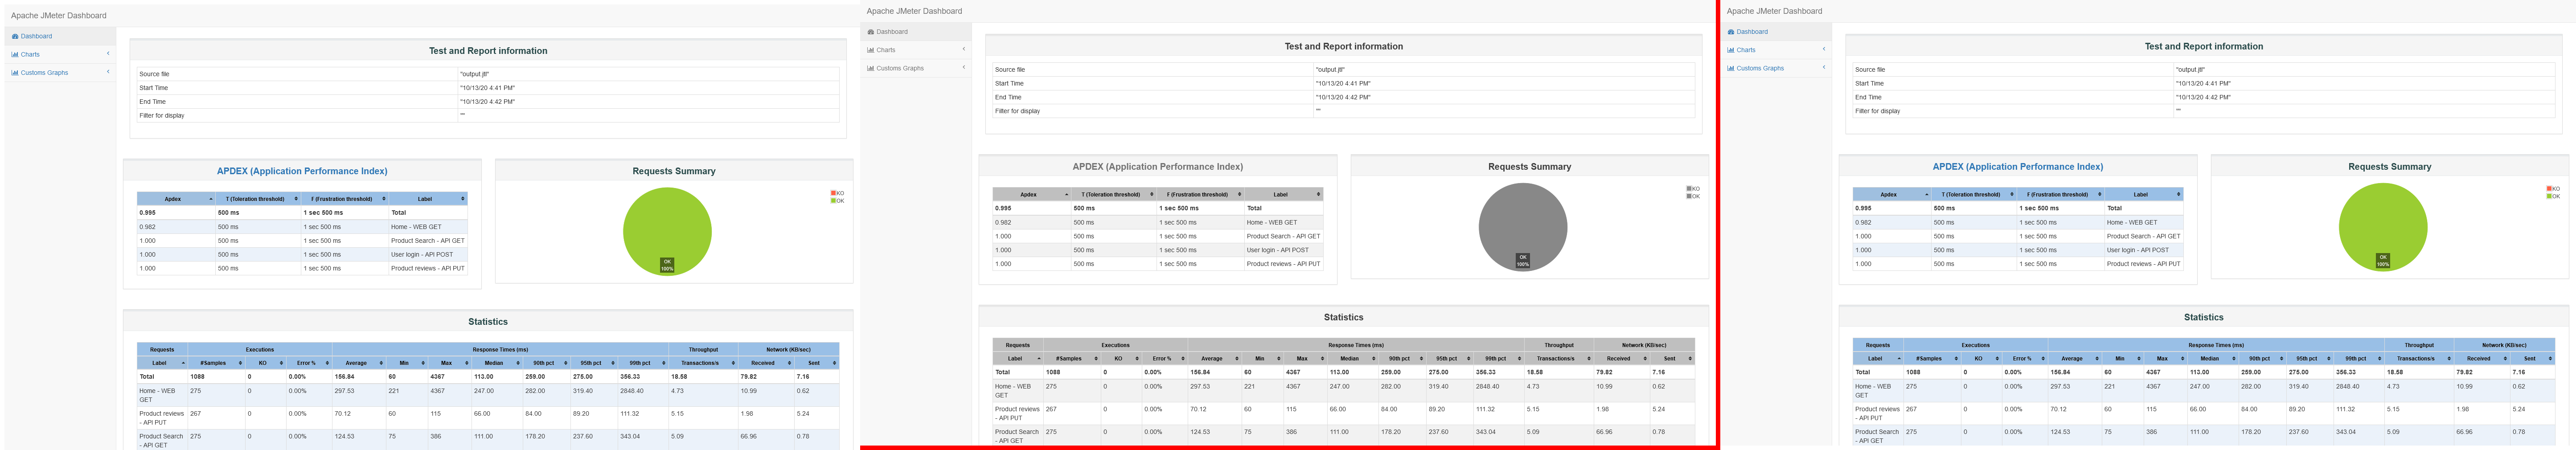 Apache JMeter Dashboard
Dashboard
Charts
Customs Graphs
Test and Report information
Source file "output.jtl"
Start Time "10/13/20 4:41 PM"
End Time "10/13/20 4:42 PM"
Filter for display ""
APDEX (Application Performance Index)
Apdex T (Toleration threshold) F (Frustration threshold) Label
0.995 500 ms 1 sec 500 ms Total
0.982 500 ms 1 sec 500 ms Home - WEB GET
1.000 500 ms 1 sec 500 ms Product Search - API GET
1.000 500 ms 1 sec 500 ms User login - API POST
1.000 500 ms 1 sec 500 ms Product reviews - API PUT
Requests Summary
KO
OK
OK
100%
Statistics
Requests Executions Response Times (ms) Throughput Network (KB/sec)
Label #Samples KO Error % Average Min Max Median 90th pct 95th pct 99th pct Transactions/s Received Sent
Total 1088 0 0.00% 156.84 60 4367 113.00 259.00 275.00 356.33 18.58 79.82 7.16
Home - WEB 275 0 0.00% 297.53 221 4367 247.00 282.00 319.40 2848.40 4.73 10.99 0.62
GET
Product reviews 267 0 0.00% 70.12 60 115 66.00 84.00 89.20 111.32 5.15 1.98 5.24
- API PUT
Product Search 275 0 0.00% 124.53 75 386 111.00 178.20 237.60 343.04 5.09 66.96 0.78
- API GET
Apache JMeter Dashboard
Dashboard
Charts
Customs Graphs
Test and Report information
Source file "output.jtl"
Start Time "10/13/20 4:41 PM"
End Time "10/13/20 4:42 PM"
Filter for display ""
APDEX (Application Performance Index)
Apdex T (Toleration threshold) F (Frustration threshold) Label
0.995 500 ms 1 sec 500 ms Total
0.982 500 ms 1 sec 500 ms Home - WEB GET
1.000 500 ms 1 sec 500 ms Product Search - API GET
1.000 500 ms 1 sec 500 ms User login - API POST
1.000 500 ms 1 sec 500 ms Product reviews - API PUT
Requests Summary
KO
OK
OK
100%
Statistics
Requests Executions Response Times (ms) Throughput Network (KB/sec)
Label #Samples KO Error % Average Min Max Median 90th pct 95th pct 99th pct Transactions/s Received Sent
Total 1088 0 0.00% 156.84 60 4367 113.00 259.00 275.00 356.33 18.58 79.82 7.16
Home - WEB 275 0 0.00% 297.53 221 4367 247.00 282.00 319.40 2848.40 4.73 10.99 0.62
GET
Product reviews 267 0 0.00% 70.12 60 115 66.00 84.00 89.20 111.32 5.15 1.98 5.24
- API PUT
Product Search 275 0 0.00% 124.53 75 386 111.00 178.20 237.60 343.04 5.09 66.96 0.78
- API GET
Apache JMeter Dashboard
Dashboard
Charts
Customs Graphs
Test and Report information
Source file "output.jtl"
Start Time "10/13/20 4:41 PM"
End Time "10/13/20 4:42 PM"
Filter for display ""
APDEX (Application Performance Index)
Apdex T (Toleration threshold) F (Frustration threshold) Label
0.995 500 ms 1 sec 500 ms Total
0.982 500 ms 1 sec 500 ms Home - WEB GET
1.000 500 ms 1 sec 500 ms Product Search - API GET
1.000 500 ms 1 sec 500 ms User login - API POST
1.000 500 ms 1 sec 500 ms Product reviews - API PUT
Requests Summary
KO
OK
OK
100%
Statistics
Requests Executions Response Times (ms) Throughput Network (KB/sec)
Label #Samples KO Error % Average Min Max Median 90th pct 95th pct 99th pct Transactions/s Received Sent
Total 1088 0 0.00% 156.84 60 4367 113.00 259.00 275.00 356.33 18.58 79.82 7.16
Home - WEB 275 0 0.00% 297.53 221 4367 247.00 282.00 319.40 2848.40 4.73 10.99 0.62
GET
Product reviews 267 0 0.00% 70.12 60 115 66.00 84.00 89.20 111.32 5.15 1.98 5.24
- API PUT
Product Search 275 0 0.00% 124.53 75 386 111.00 178.20 237.60 343.04 5.09 66.96 0.78
- API GET